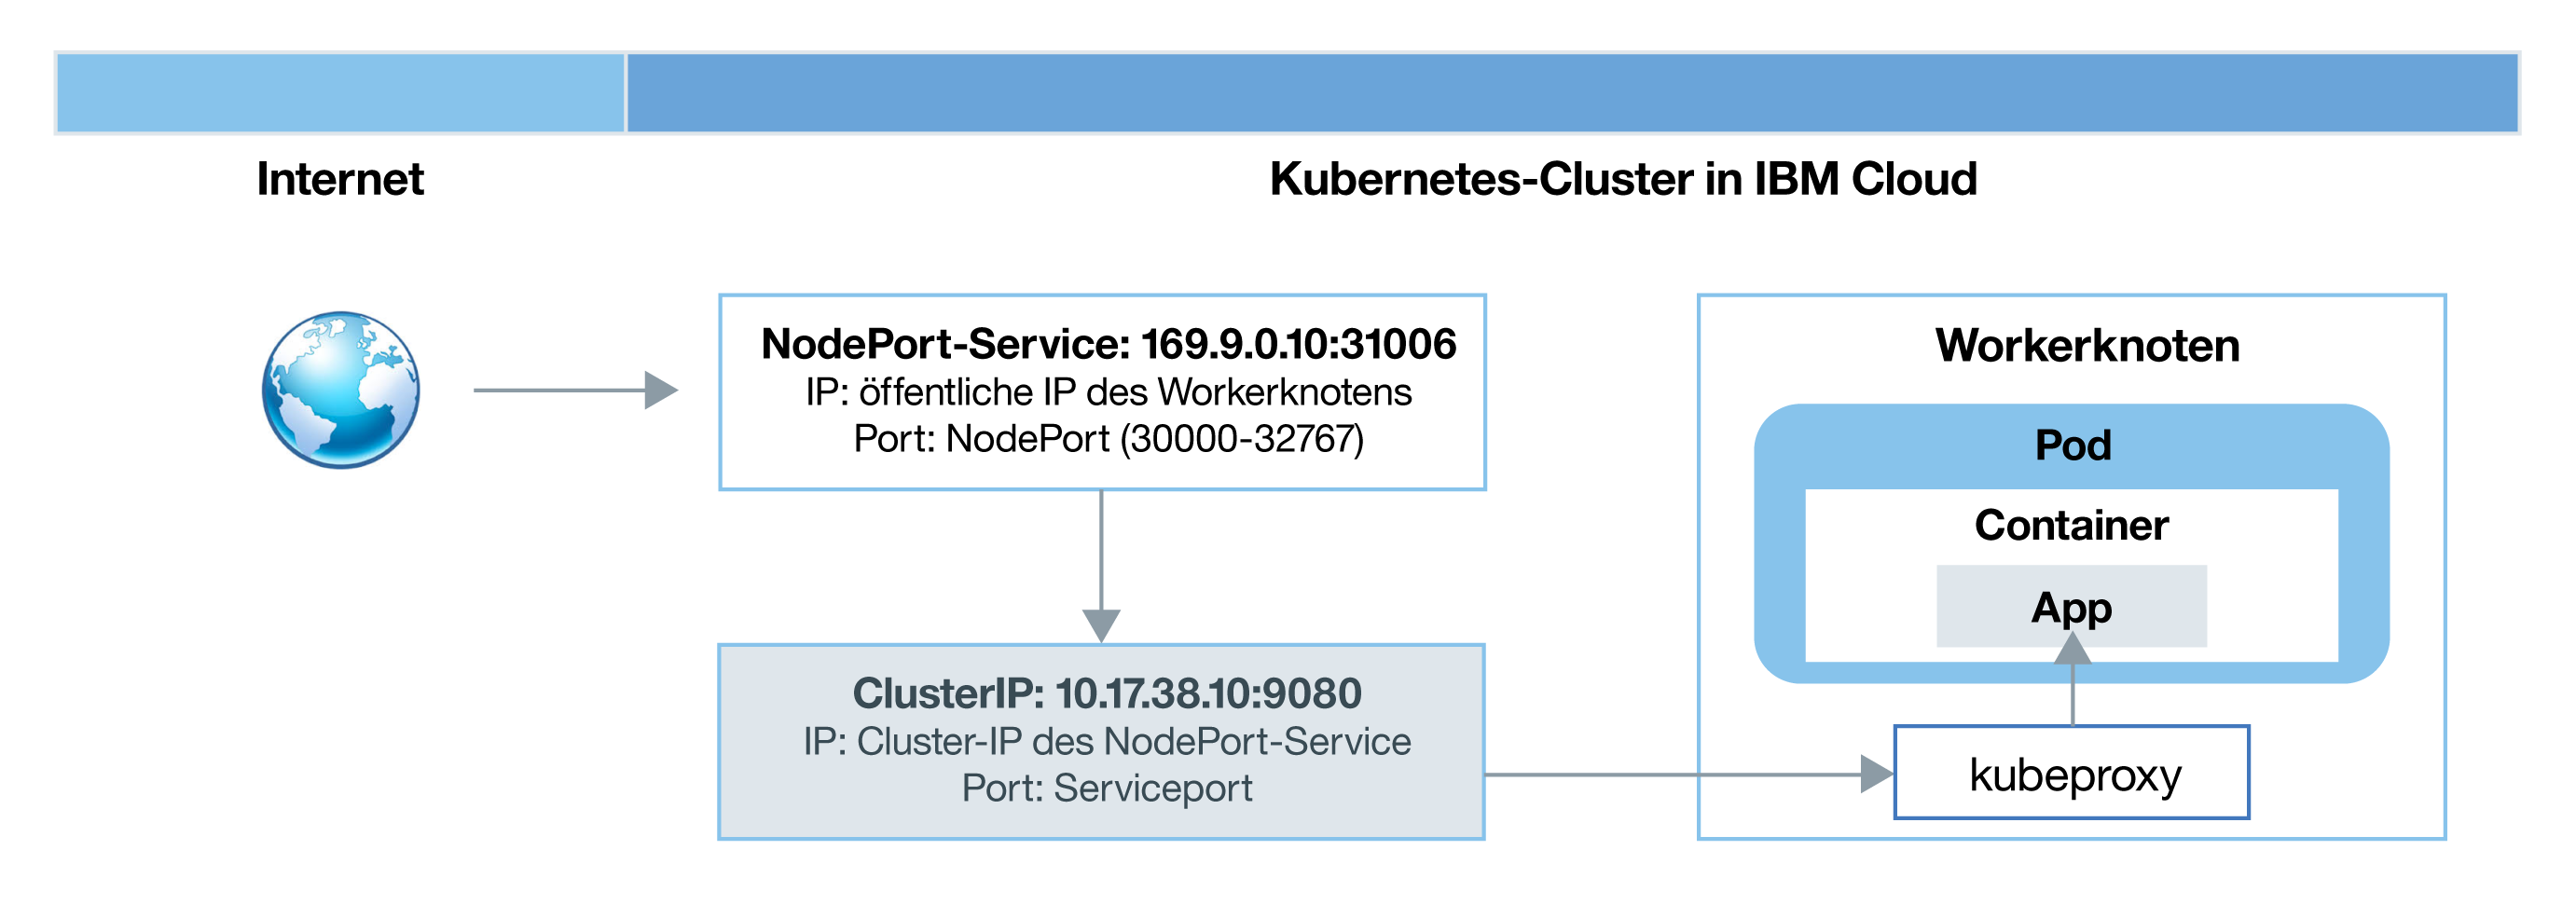 Internet
Kubernetes-Cluster in IBM Cloud
NodePort-Service: 169.9.0.10:31006
IP: öffentliche IP des Workerknotens
Port: NodePort (30000-32767)
ClusterIP: 10.17.38.10:9080
IP: Cluster-IP des NodePort-Service
Port: Serviceport
Workerknoten
Pod
Container
App
kubeproxy